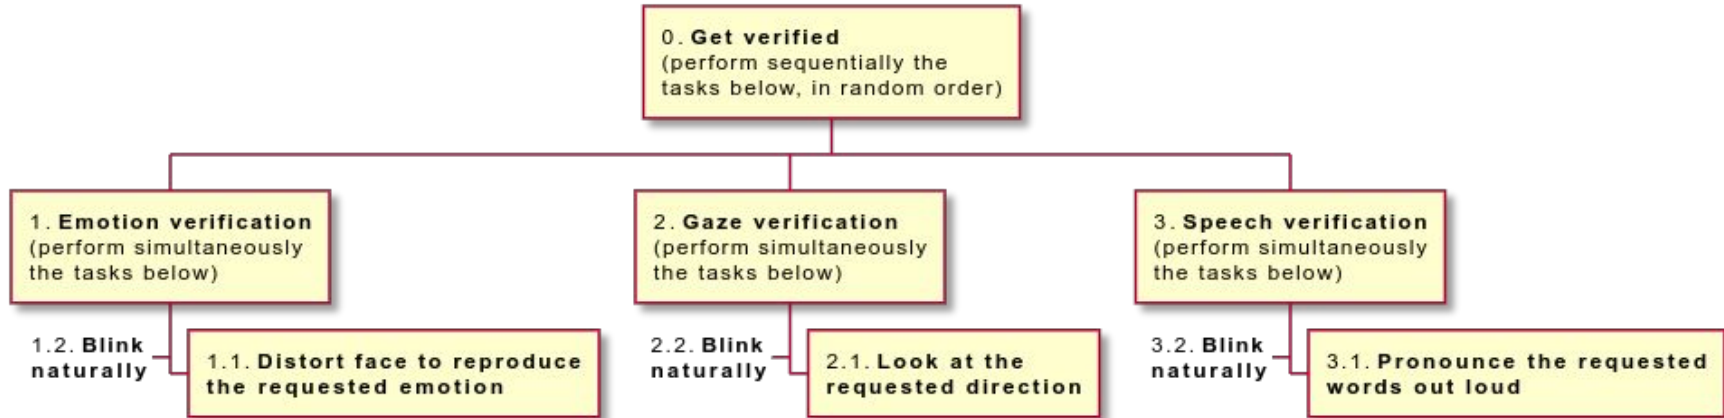 0. Get verified
(perform sequentially the
tasks below, in random order)
1. Emotion verification
(perform simultaneously
the tasks below)
2. Gaze verification
(perform simultaneously
the tasks below)
3. Speech verification
(perform simultaneously
the tasks below)
1.2. Blink
naturally
1.1. Distort face to reproduce
the requested emotion
2.2. Blink
naturally
2.1. Look at the
requested direction
3.2. Blink
naturally
3.1. Pronounce the requested
words out loud